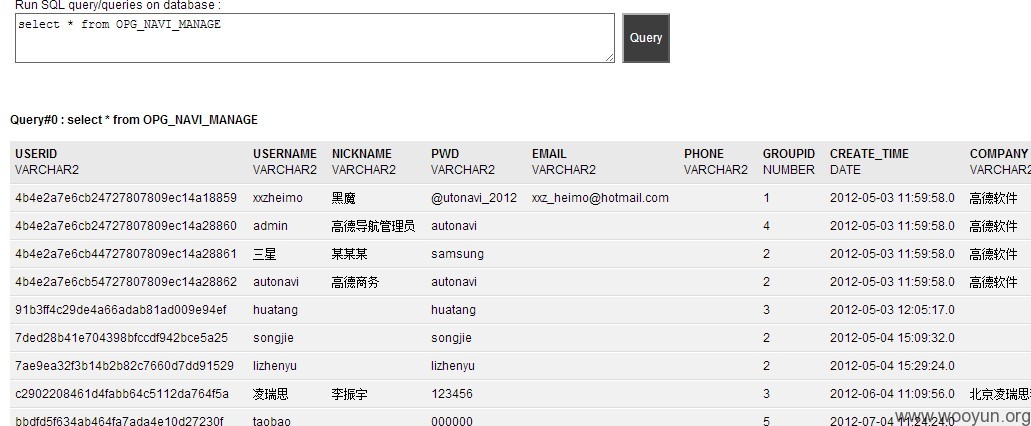 Run SQL query/queries on database :
select * from OPG_NAVI_MANAGE
Query
Query#0 : select * from OPG_NAVI_MANAGE
USERID USERNAME NICKNAME PWD EMAIL PHONE GROUPID CREATE_TIME COMPANY
VARCHAR2 VARCHAR2 VARCHAR2 VARCHAR2 VARCHAR2 VARCHAR2 NUMBER DATE VARCHAR2
4b4e2a7e6cb24727807809ec14a18859 xxzheimo 黑魔 @utonavi_2012 xxz_heimo@hotmail.com 1 2012-05-03 11:59:58.0 高德软件
4b4e2a7e6cb24727807809ec14a28860 admin 高德导航管理员 autonavi 4 2012-05-03 11:59:58.0 高德软件
4b4e2a7e6cb44727807809ec14a28861 三星 某某某 samsung 2 2012-05-03 11:59:58.0 高德软件
4b4e2a7e6cb54727807809ec14a28862 autonavi 高德商务 autonavi 2 2012-05-03 11:59:58.0 高德软件
91b3ff4c29de4a66adab81ad009e94ef huatang huatang 3 2012-05-03 12:05:17.0
7ded28b41e704398bfccdf942bce5a25 songjie songjie 2 2012-05-04 15:09:32.0
7ae9ea32f3b14b2b82c7660d7dd91529 lizhenyu lizhenyu 2 2012-05-04 15:29:24.0
c2902208461d4fabb64c5112da764f5a 凌瑞思 李振宇 123456 3 2012-06-04 11:09:56.0 北京凌瑞思
bbdfd5f634ab464fa7ada4e10d27230f taobao 000000 5 2012-07-04 11:24:24.0
www.wooyun.org